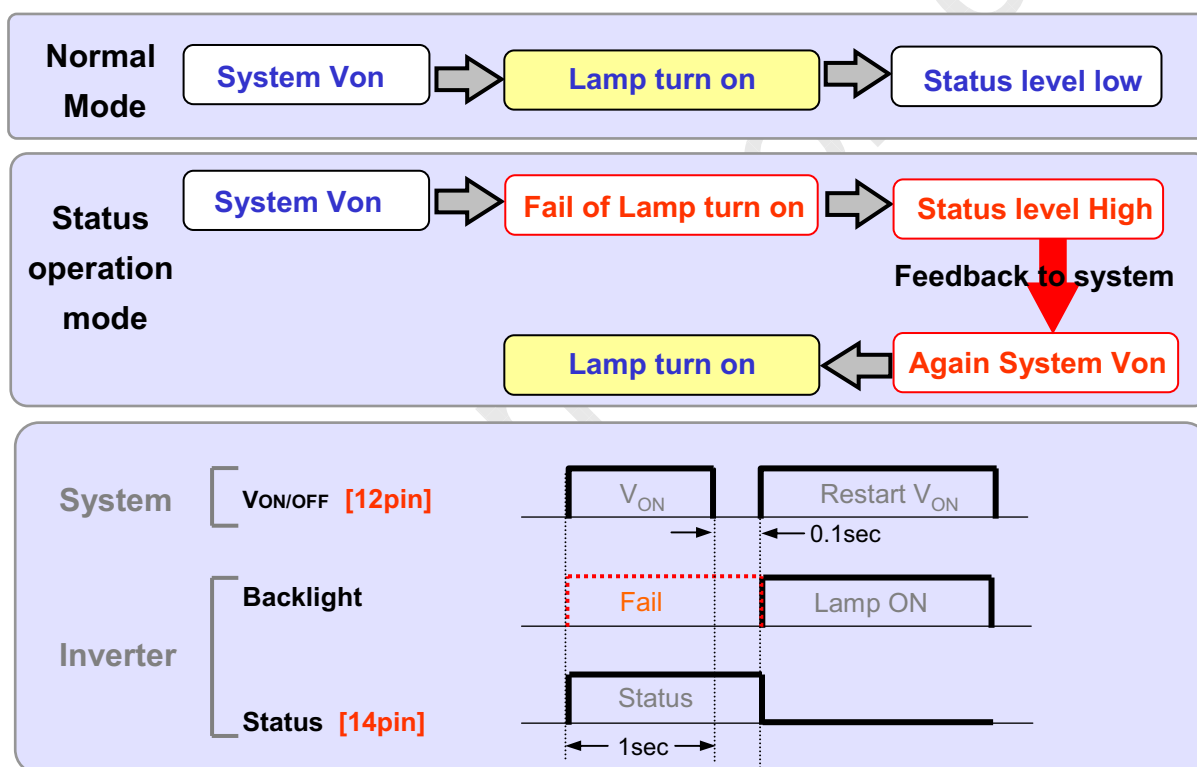 Normal
Mode
System Von
Lamp turn on
Status level low
Status
operation
mode
System Von
Fail of Lamp turn on
Status level High
Feedback to system
Lamp turn on
Again System Von
System
VON/OFF [12pin]
VON
Restart VON
0.1sec
Inverter
Backlight
Fail
Lamp ON
Status [14pin]
Status
1sec